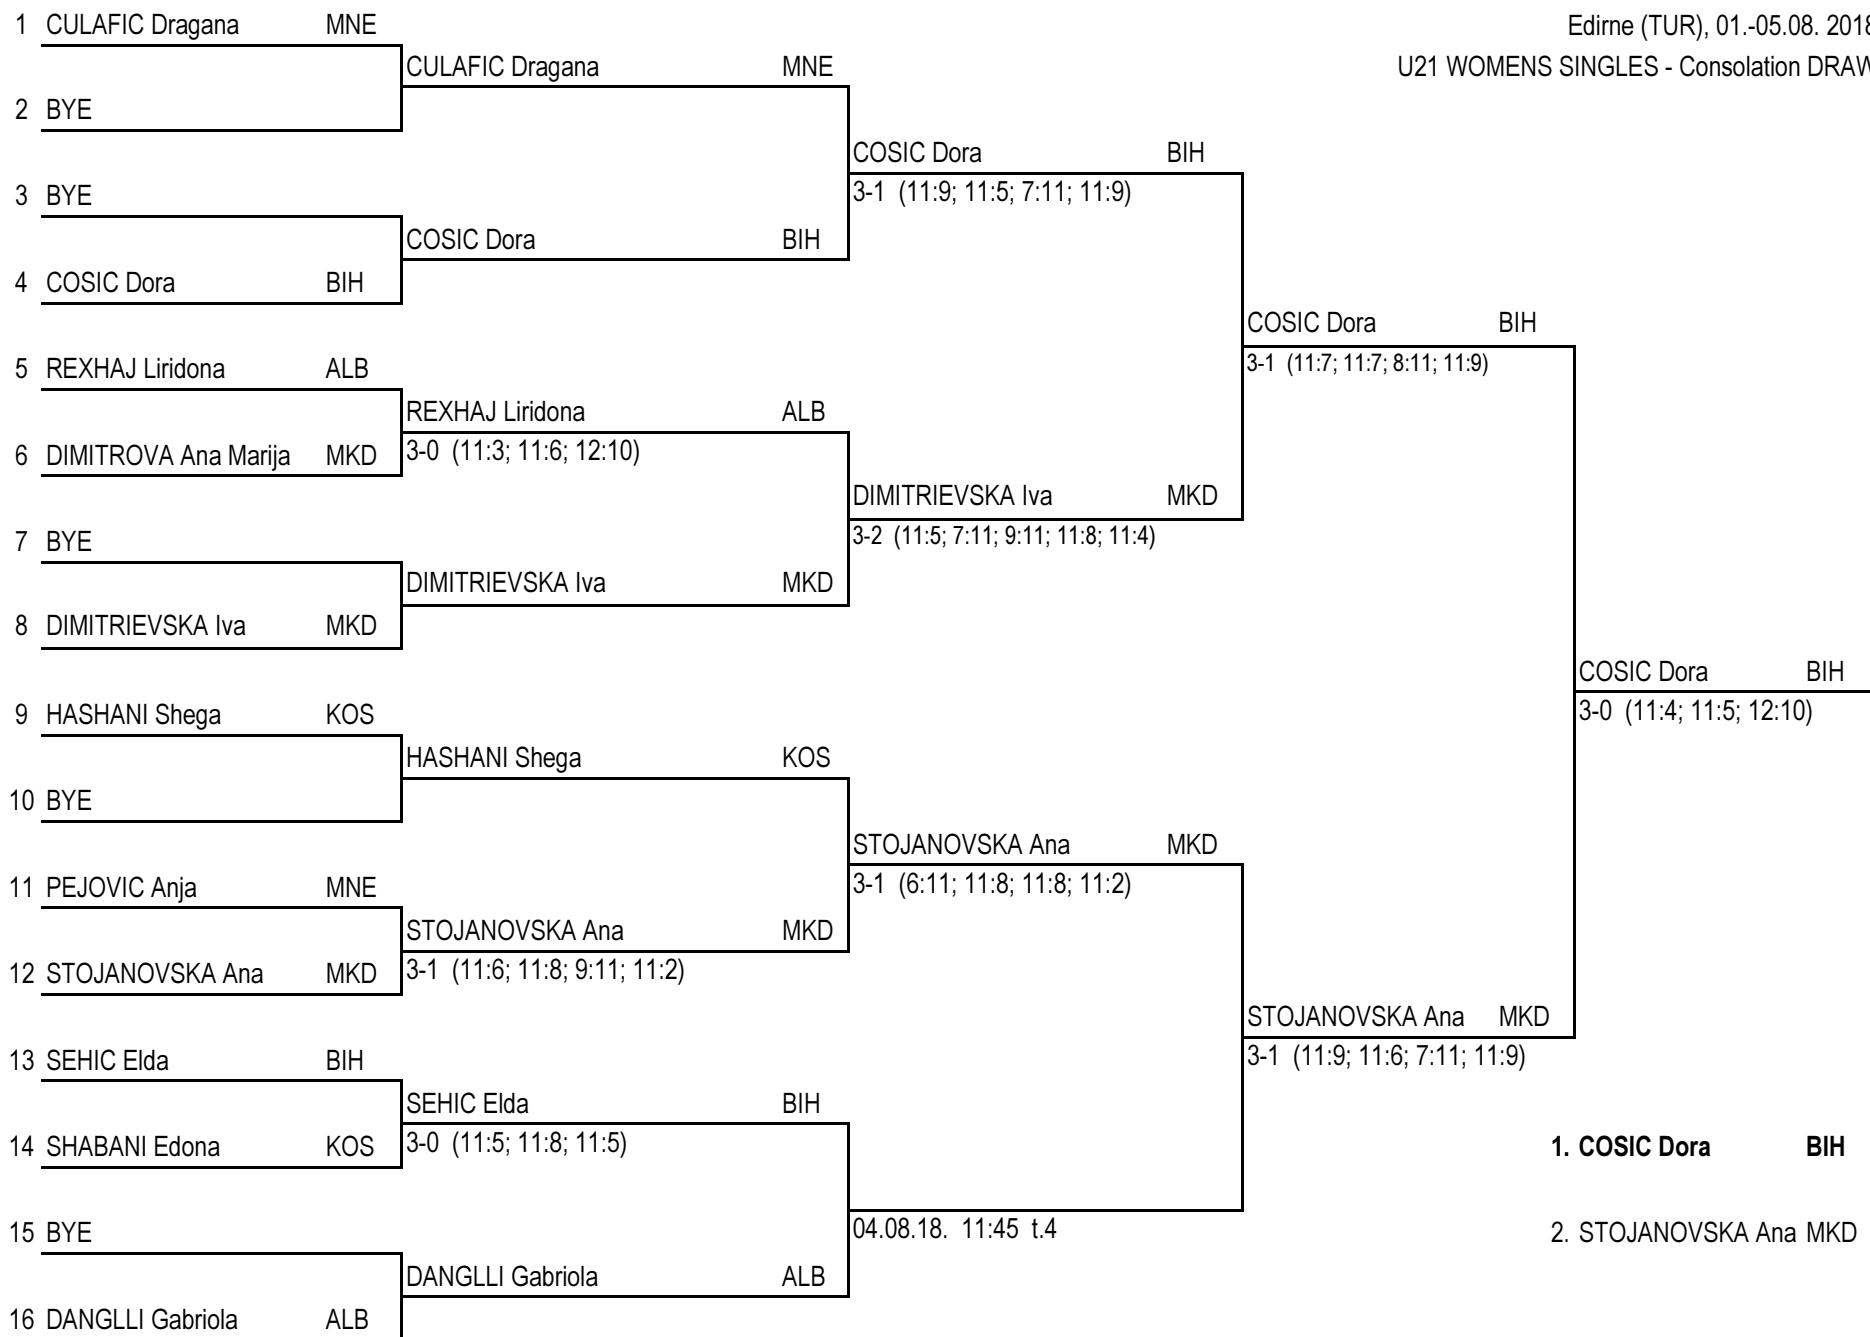 1 CULAFIC Dragana MNE
Edirne (TUR), 01.-05.08. 2018
CULAFIC Dragana MNE
U21 WOMENS SINGLES - Consolation DRAW
2 BYE
COSIC Dora BIH
3 BYE
3-1 (11:9; 11:5; 7:11; 11:9)
COSIC Dora BIH
4 COSIC Dora BIH
COSIC Dora BIH
5 REXHAJ Liridona ALB
3-1 (11:7; 11:7; 8:11; 11:9)
REXHAJ Liridona ALB
6 DIMITROVA Ana Marija MKD
3-0 (11:3; 11:6; 12:10)
DIMITRIEVSKA Iva MKD
7 BYE
3-2 (11:5; 7:11; 9:11; 11:8; 11:4)
DIMITRIEVSKA Iva MKD
8 DIMITRIEVSKA Iva MKD
COSIC Dora BIH
9 HASHANI Shega KOS
3-0 (11:4; 11:5; 12:10)
HASHANI Shega KOS
10 BYE
STOJANOVSKA Ana MKD
11 PEJOVIC Anja MNE
3-1 (6:11; 11:8; 11:8; 11:2)
STOJANOVSKA Ana MKD
12 STOJANOVSKA Ana MKD
3-1 (11:6; 11:8; 9:11; 11:2)
STOJANOVSKA Ana MKD
13 SEHIC Elda BIH
3-1 (11:9; 11:6; 7:11; 11:9)
SEHIC Elda BIH
14 SHABANI Edona KOS
3-0 (11:5; 11:8; 11:5)
1. COSIC Dora BIH
15 BYE
04.08.18. 11:45 t.4
2. STOJANOVSKA Ana MKD
DANGLLI Gabriola ALB
16 DANGLLI Gabriola ALB